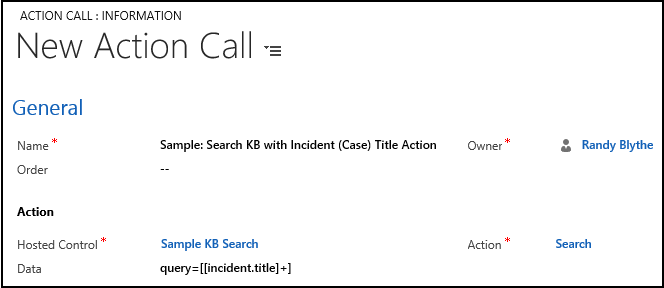 ACTION CALL : INFORMATION
New Action Call
General
Name* Sample: Search KB with Incident (Case) Title Action Owner* Randy Blythe
Order --
Action
Hosted Control* Sample KB Search Action* Search
Data query=[[incident.title]+]